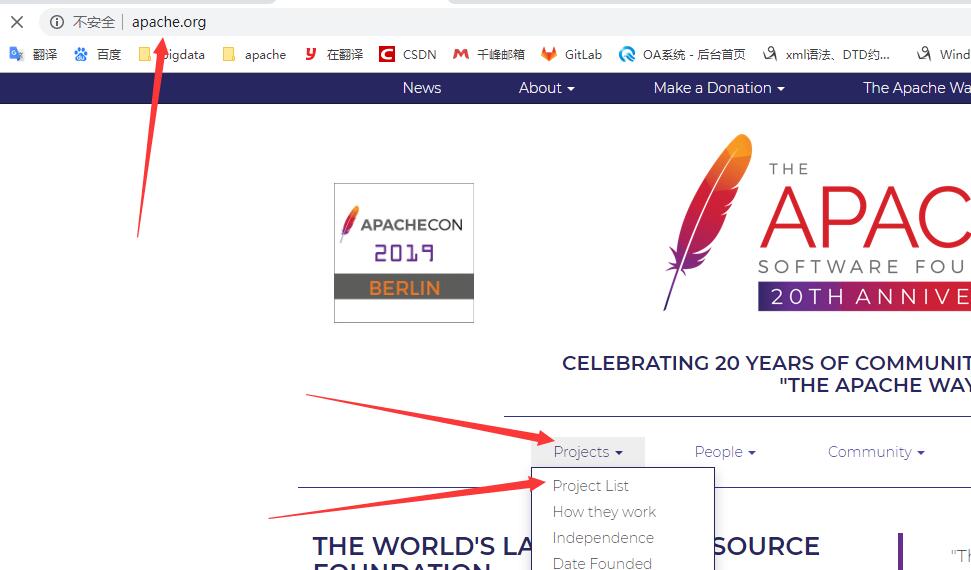 不安全 apache.org
翻译 百度 bigdata apache 在翻译 CSDN 千峰邮箱 GitLab OA系统 - 后台首页 xml语法、DTD约... Wind
News About Make a Donation The Apache Wa
THE
APAC
SOFTWARE FOU
20TH ANNIVE
APACHECON
2019
BERLIN
CELEBRATING 20 YEARS OF COMMUNIT
"THE APACHE WAY
Projects People Community
Project List
How they work
Independence
Date Founded
THE WORLD'S LA SOURCE
FOUNDATION
"Th